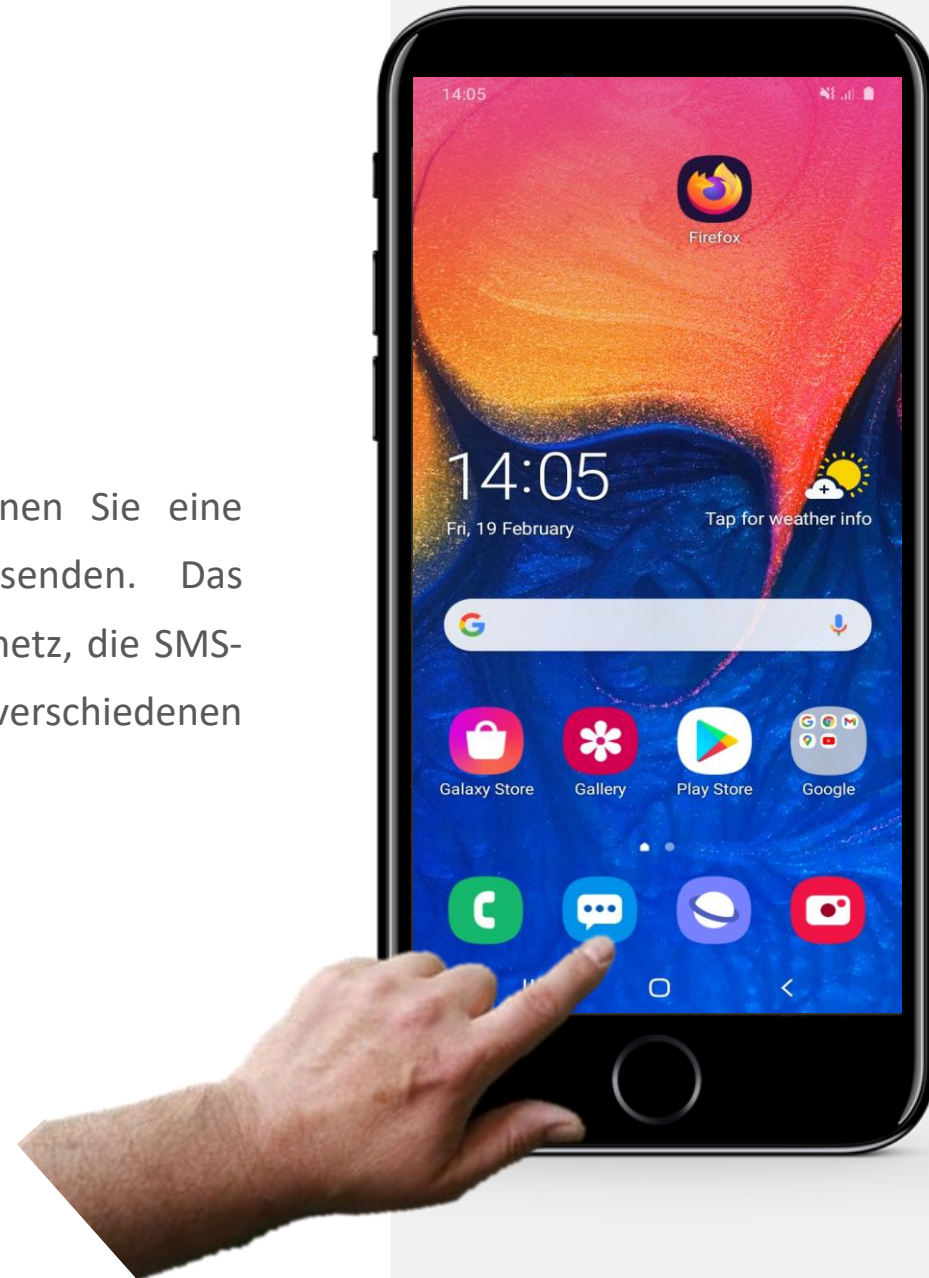 14:05
Firefox
14:05
Fri, 19 February
Tap for weather info
nen Sie eine
senden. Das
netz, die SMS-
verschiedenen
Galaxy Store
Gallery
Play Store
Google